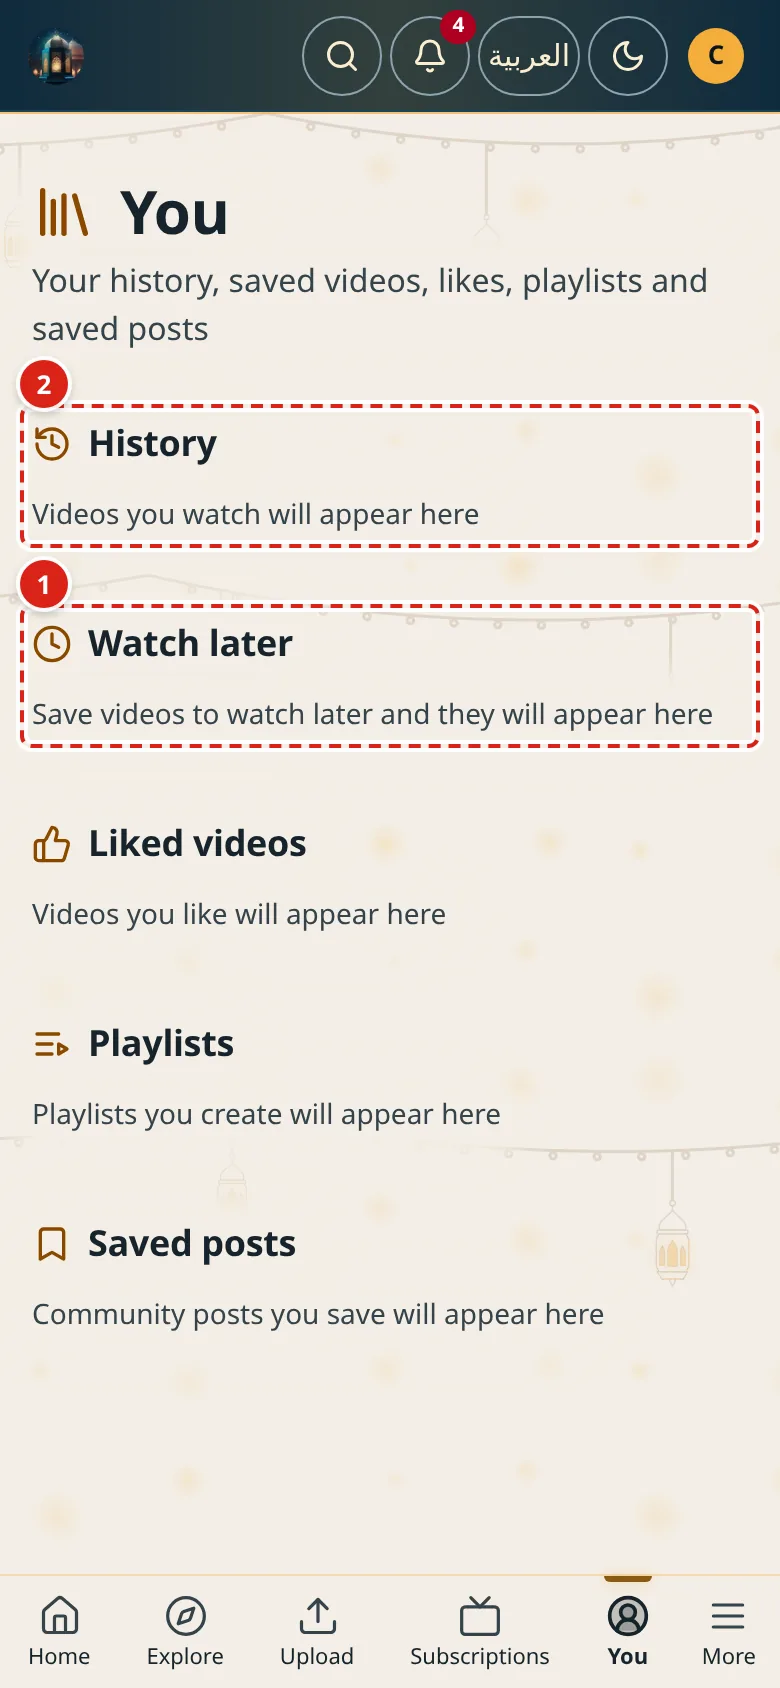 4
العربية
C
You
Your history, saved videos, likes, playlists and
saved posts
2
History
Videos you watch will appear here
1
Watch later
Save videos to watch later and they will appear here
Liked videos
Videos you like will appear here
Playlists
Playlists you create will appear here
Saved posts
Community posts you save will appear here
Home
Explore
Upload
Subscriptions
You
More